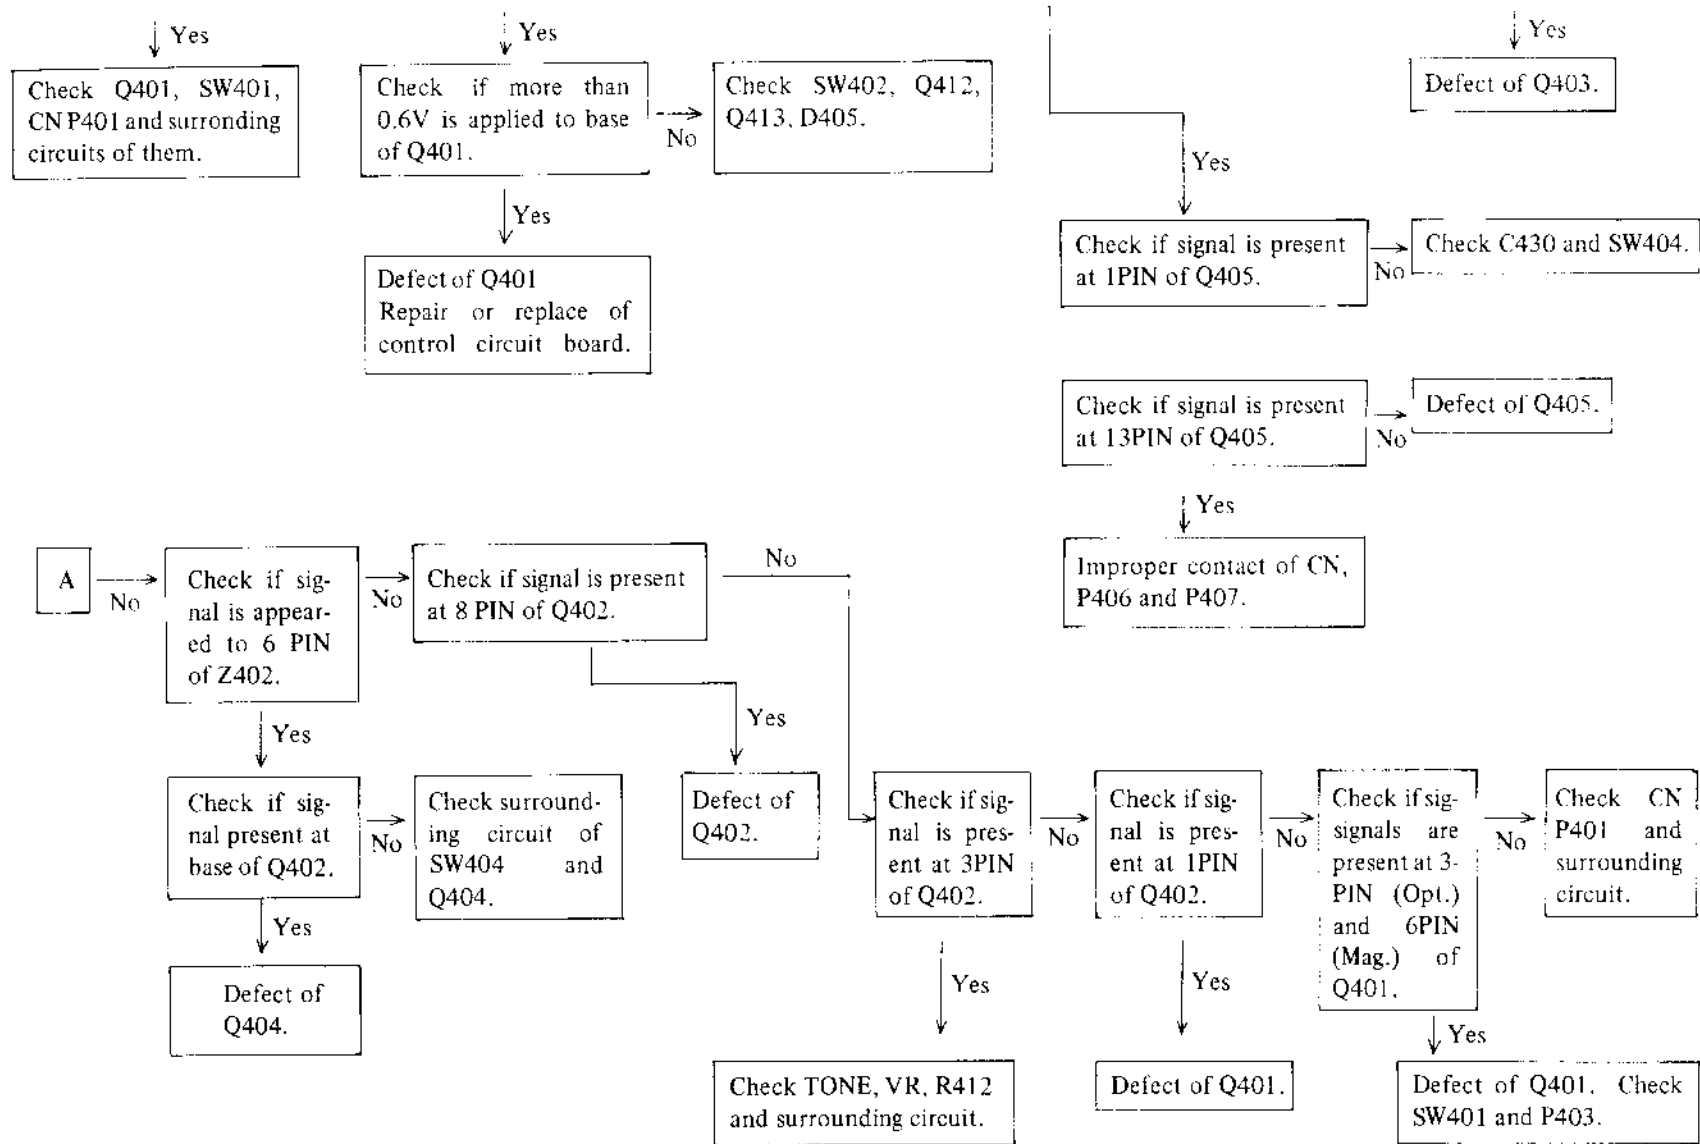 Yes
Check Q401, SW401,
CN P401 and surronding
circuits of them.
Yes
Check if more than
0.6V is applied to base
of Q401.
No
Check SW402, Q412,
Q413, D405.
Yes
Defect of Q401
Repair or replace of
control circuit board.
Yes
Defect of Q403.
Yes
Check if signal is present
at 1PIN of Q405.
No
Check C430 and SW404.
Check if signal is present
at 13PIN of Q405.
No
Defect of Q405.
Yes
Improper contact of CN,
P406 and P407.
A
No
Check if sig-
nal is appear-
ed to 6 PIN
of Z402.
No
Check if signal is present
at 8 PIN of Q402.
No
Yes
Yes
Check if sig-
nal present at
base of Q402.
No
Check surround-
ing circuit of
SW404 and
Q404.
Yes
Defect of
Q404.
Defect of
Q402.
Check if sig-
nal is pres-
ent at 3PIN
of Q402.
No
Check if sig-
nal is pres-
ent at 1PIN
of Q402.
No
Check if sig-
signals are
present at 3-
PIN (Opt.)
and 6PIN
(Mag.) of
Q401.
No
Check CN
P401 and
surrounding
circuit.
Yes
Check TONE, VR, R412
and surrounding circuit.
Yes
Defect of Q401.
Yes
Defect of Q401. Check
SW401 and P403.